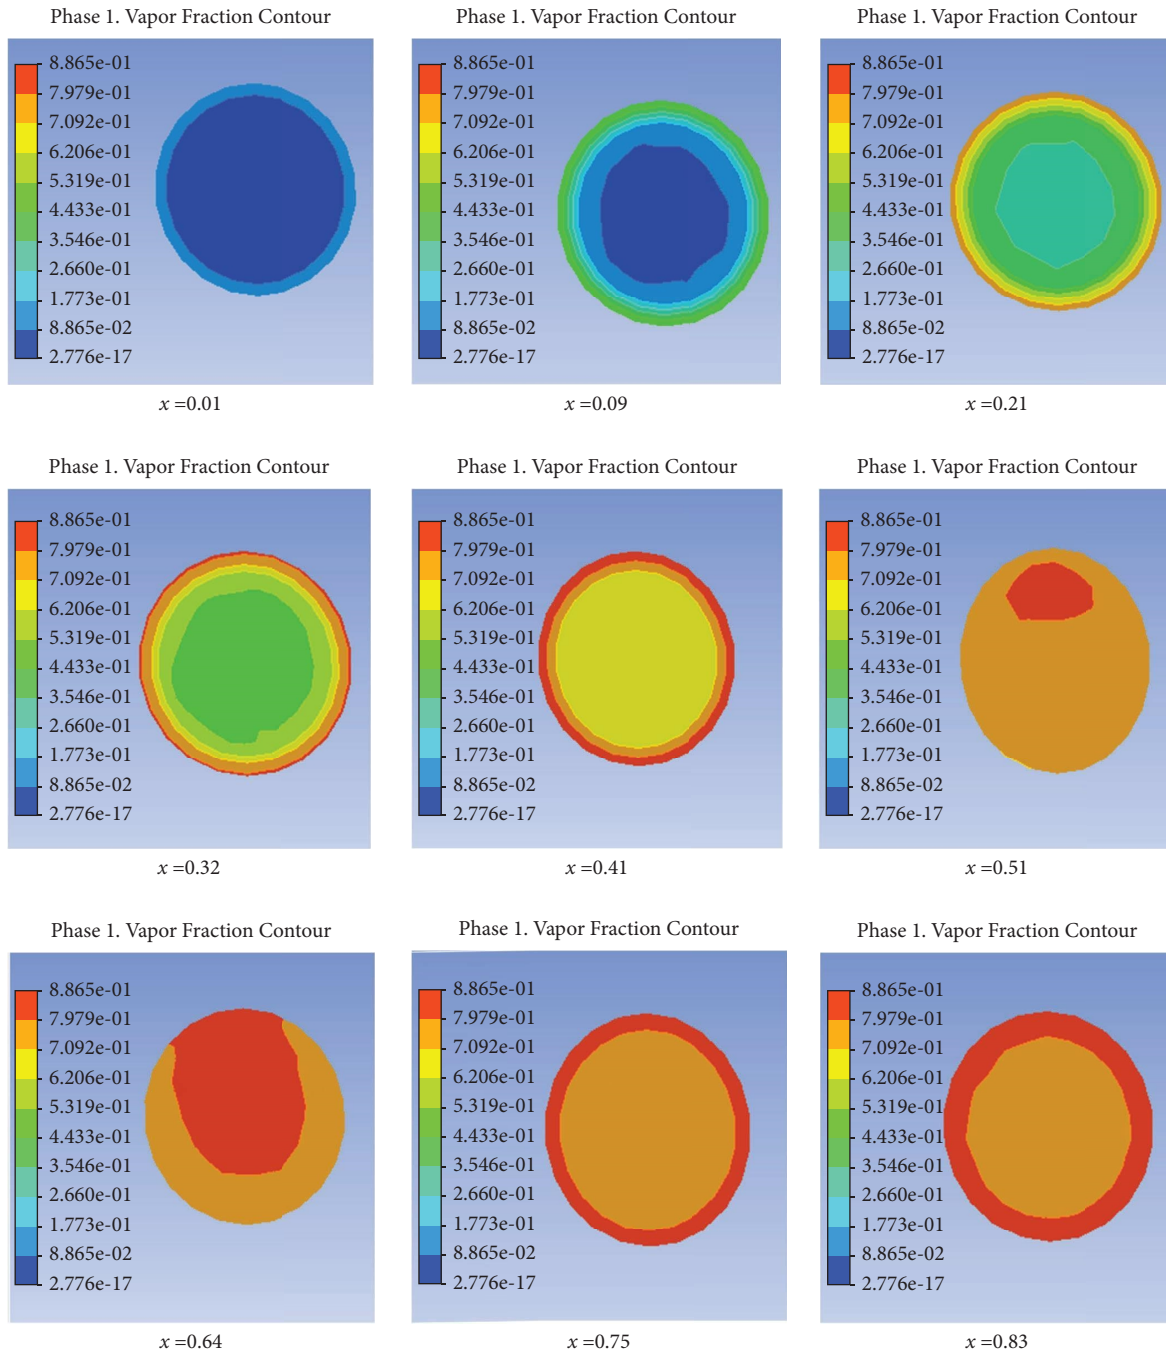 Phase 1. Vapor Fraction Contour
8.865e-01
7.979e-01
7.092e-01
6.206e-01
5.319e-01
4.433e-01
3.546e-01
2.660e-01
1.773e-01
8.865e-02
2.776e-17
x =0.01
Phase 1. Vapor Fraction Contour
8.865e-01
7.979e-01
7.092e-01
6.206e-01
5.319e-01
4.433e-01
3.546e-01
2.660e-01
1.773e-01
8.865e-02
2.776e-17
x =0.09
Phase 1. Vapor Fraction Contour
8.865e-01
7.979e-01
7.092e-01
6.206e-01
5.319e-01
4.433e-01
3.546e-01
2.660e-01
1.773e-01
8.865e-02
2.776e-17
x =0.21
Phase 1. Vapor Fraction Contour
8.865e-01
7.979e-01
7.092e-01
6.206e-01
5.319e-01
4.433e-01
3.546e-01
2.660e-01
1.773e-01
8.865e-02
2.776e-17
x =0.32
Phase 1. Vapor Fraction Contour
8.865e-01
7.979e-01
7.092e-01
6.206e-01
5.319e-01
4.433e-01
3.546e-01
2.660e-01
1.773e-01
8.865e-02
2.776e-17
x =0.41
Phase 1. Vapor Fraction Contour
8.865e-01
7.979e-01
7.092e-01
6.206e-01
5.319e-01
4.433e-01
3.546e-01
2.660e-01
1.773e-01
8.865e-02
2.776e-17
x =0.51
Phase 1. Vapor Fraction Contour
8.865e-01
7.979e-01
7.092e-01
6.206e-01
5.319e-01
4.433e-01
3.546e-01
2.660e-01
1.773e-01
8.865e-02
2.776e-17
x =0.64
Phase 1. Vapor Fraction Contour
8.865e-01
7.979e-01
7.092e-01
6.206e-01
5.319e-01
4.433e-01
3.546e-01
2.660e-01
1.773e-01
8.865e-02
2.776e-17
x =0.75
Phase 1. Vapor Fraction Contour
8.865e-01
7.979e-01
7.092e-01
6.206e-01
5.319e-01
4.433e-01
3.546e-01
2.660e-01
1.773e-01
8.865e-02
2.776e-17
x =0.83